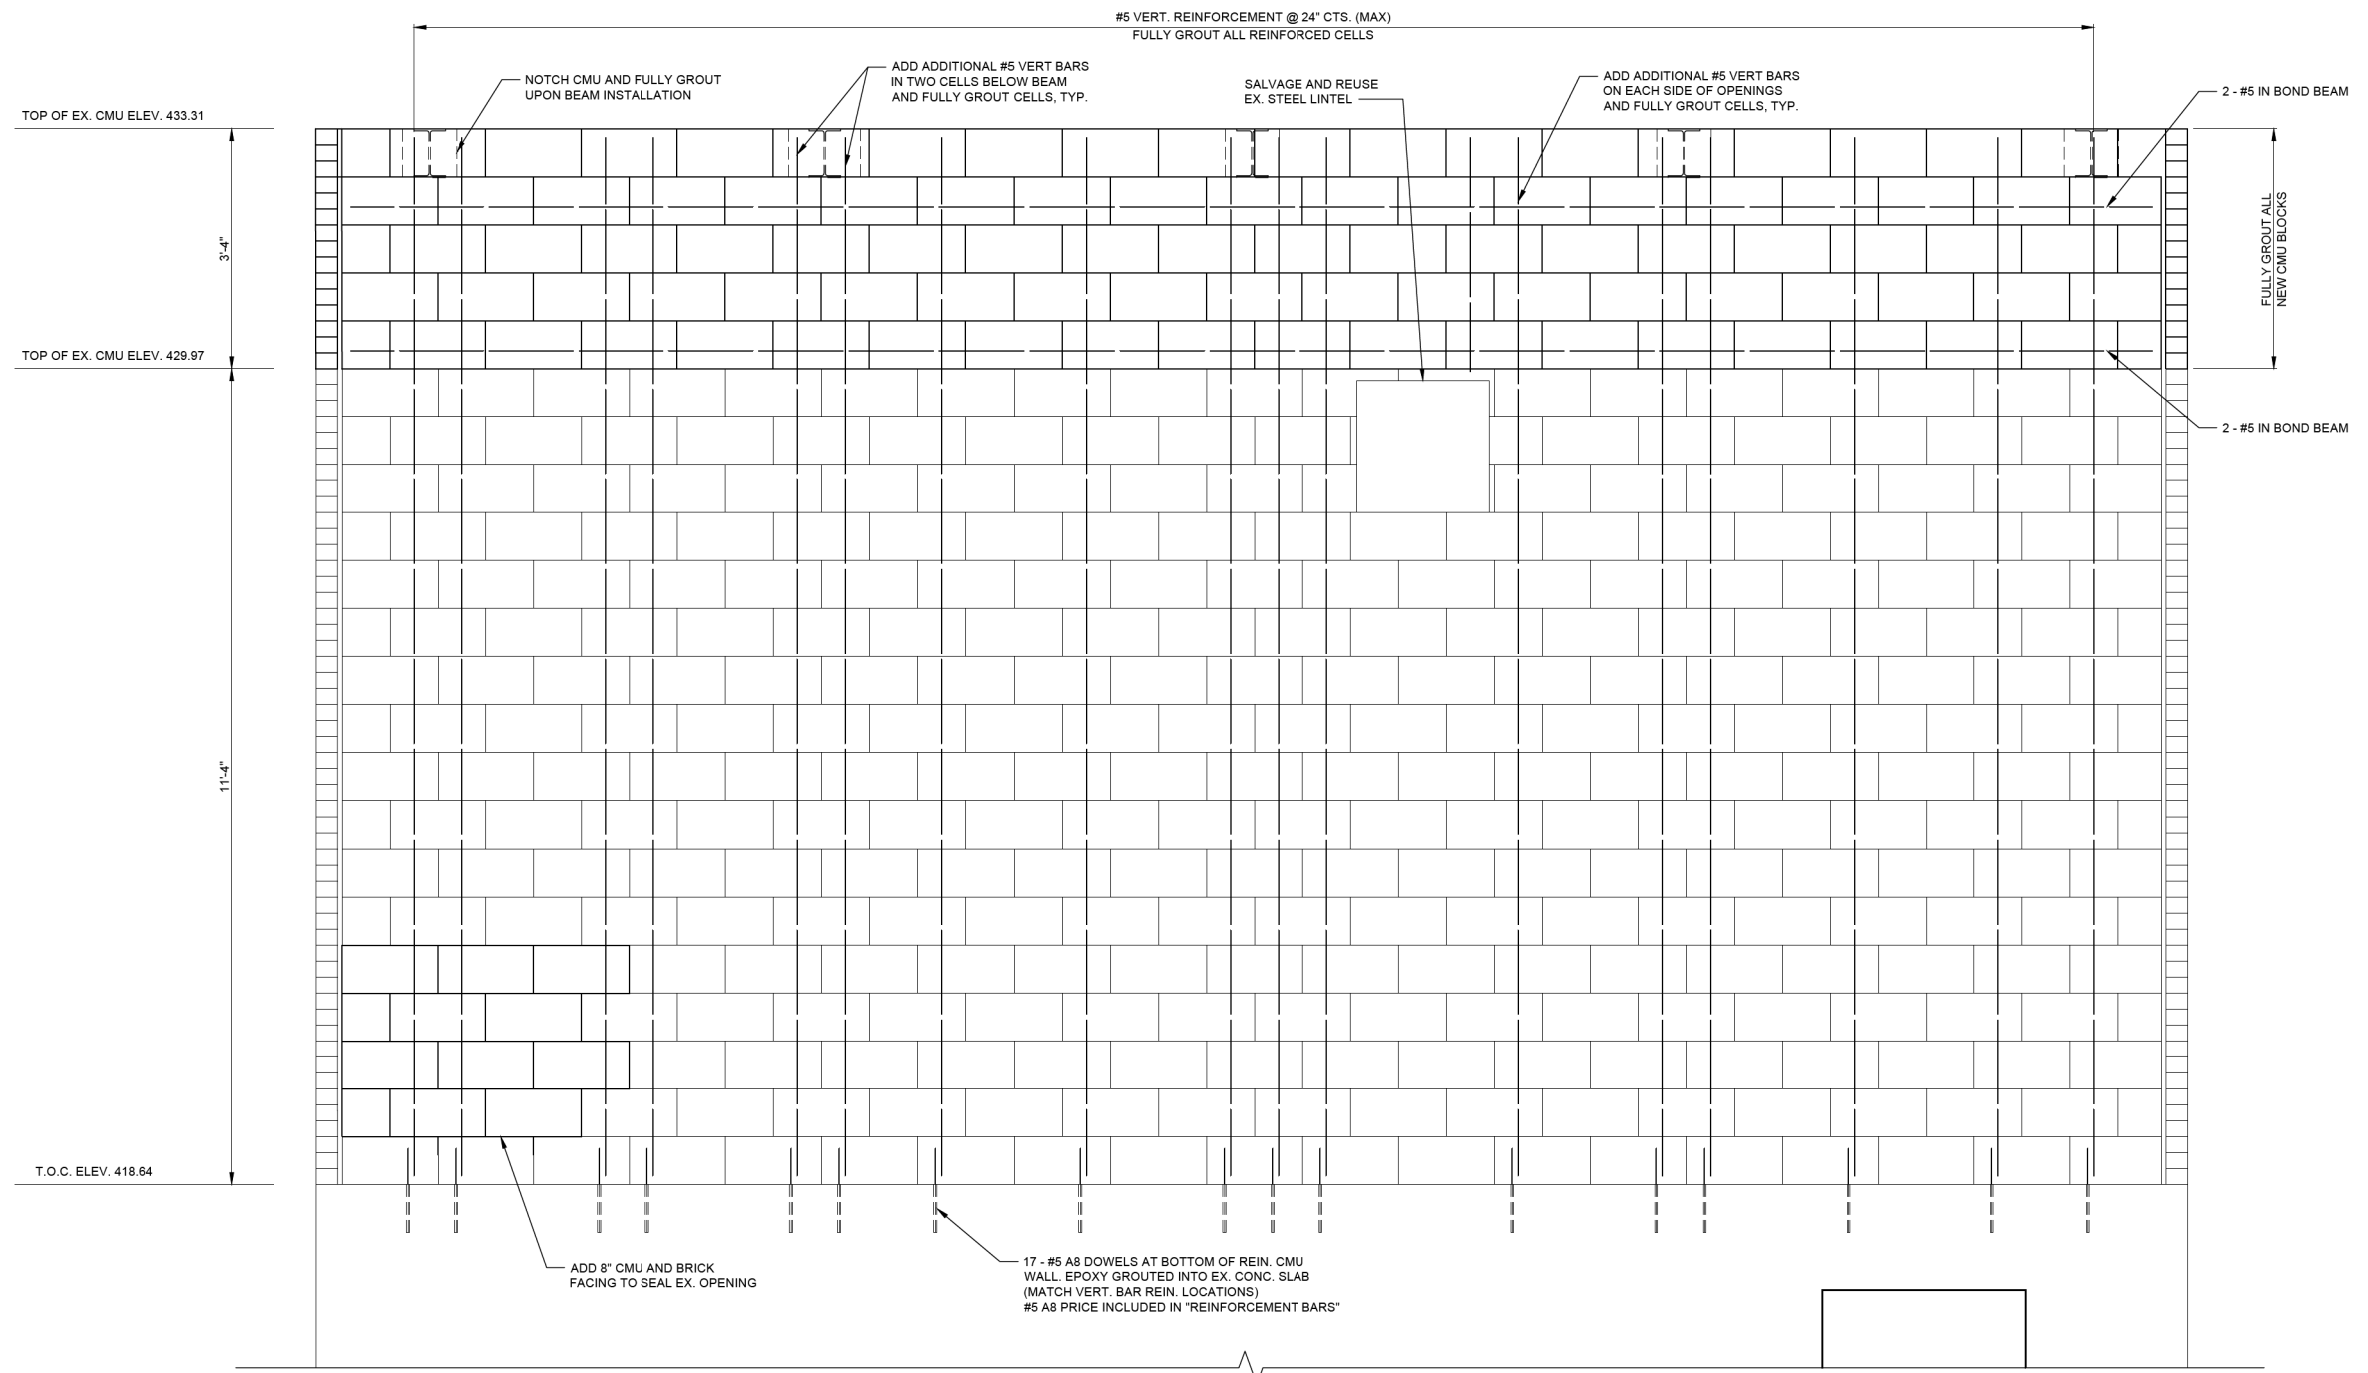 #5 VERT. REINFORCEMENT @ 24" CTS. (MAX)
FULLY GROUT ALL REINFORCED CELLS
NOTCH CMU AND FULLY GROUT
UPON BEAM INSTALLATION
ADD ADDITIONAL #5 VERT BARS
IN TWO CELLS BELOW BEAM
AND FULLY GROUT CELLS, TYP.
SALVAGE AND REUSE
EX. STEEL LINTEL
ADD ADDITIONAL #5 VERT BARS
ON EACH SIDE OF OPENINGS
AND FULLY GROUT CELLS, TYP.
2 - #5 IN BOND BEAM
TOP OF EX. CMU ELEV. 433.31
3'-4"
FULLY GROUT ALL
NEW CMU BLOCKS
TOP OF EX. CMU ELEV. 429.97
2 - #5 IN BOND BEAM
11'-4"
T.O.C. ELEV. 418.64
ADD 8" CMU AND BRICK
FACING TO SEAL EX. OPENING
17 - #5 A8 DOWELS AT BOTTOM OF REIN. CMU
WALL. EPOXY GROUTED INTO EX. CONC. SLAB
(MATCH VERT. BAR REIN. LOCATIONS)
#5 A8 PRICE INCLUDED IN "REINFORCEMENT BARS"